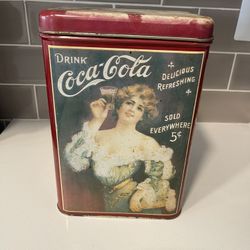 DRINK
Coca-Cola
DELICIOUS
REFRESHING
SOLD
EVERYWHERE
5¢